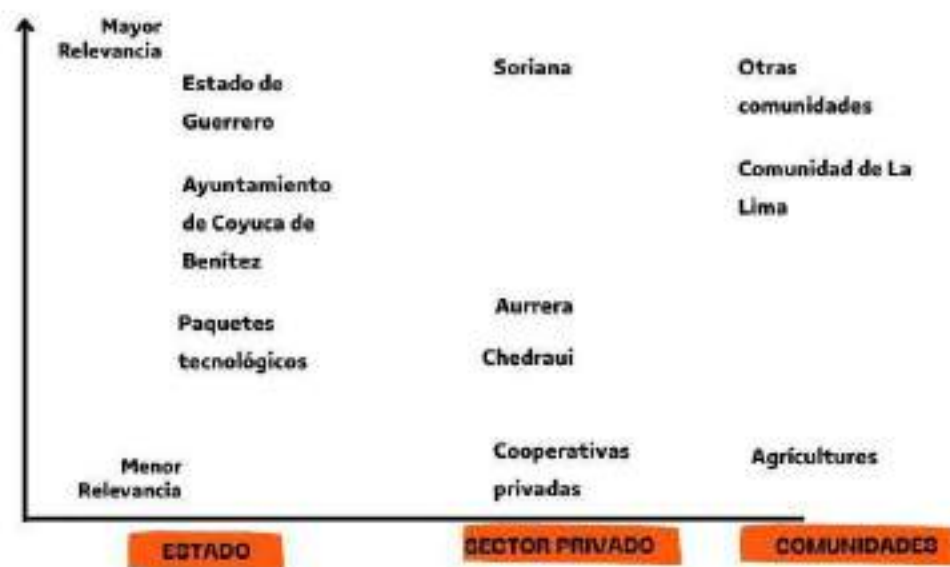 Mayor
Relevancia
Estado de
Guerrero
Ayuntamiento
de Coyuca de
Benitez
Paquetes
tecnológicos
Menor
Relevancia
Soriana
Aurrera
Chedraui
Cooperativas
privadas
Otras
comunidades
Comunidad de La
Lima
Agricultures
ESTADO
SECTOR PRIVADO
COMUNIDADES